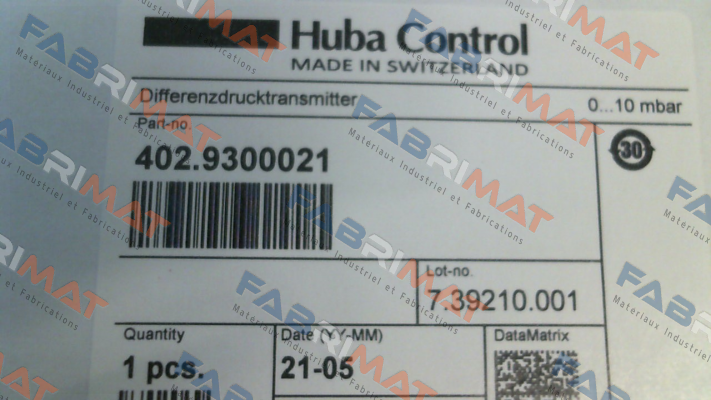 Huba Control
MADE IN SWITZERLAND
Differenzdrucktransmitter
0...10 mbar
Part-no.
402.9300021
30
Lot-no.
7.39210.001
Quantity
1 pcs.
Date (YY-MM)
21-05
DataMatrix
FABRIMAT
Materiaux Industriel et Fabrications